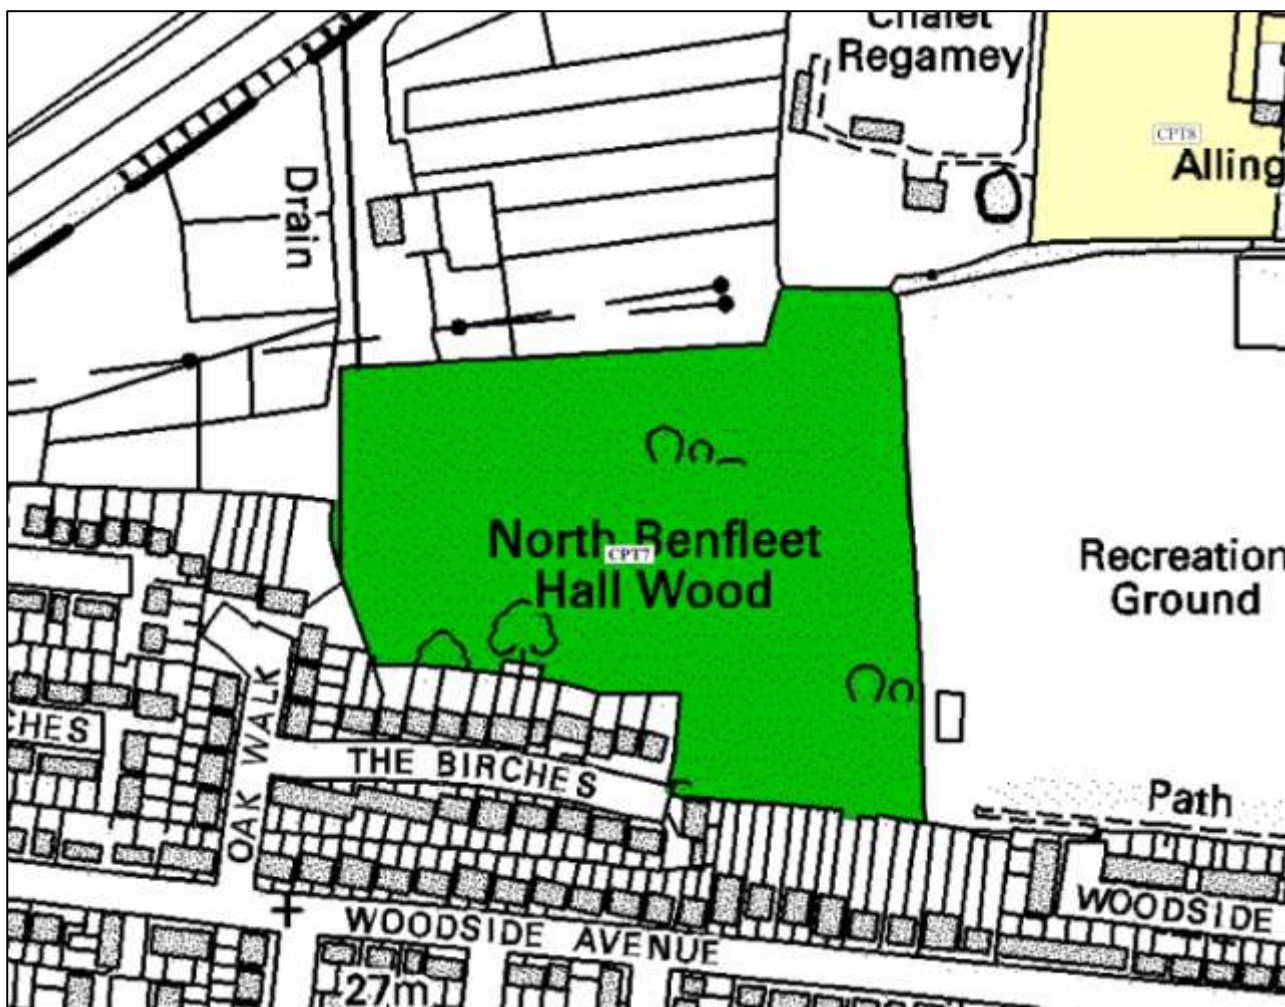 Chalet
Regamey
CPT8
Alling
Drain
North Benfleet
CPT7
Hall Wood
Recreation
Ground
CHES
OAK WALK
THE BIRCHES
Path
WOODSIDE
WOODSIDE AVENUE
27m